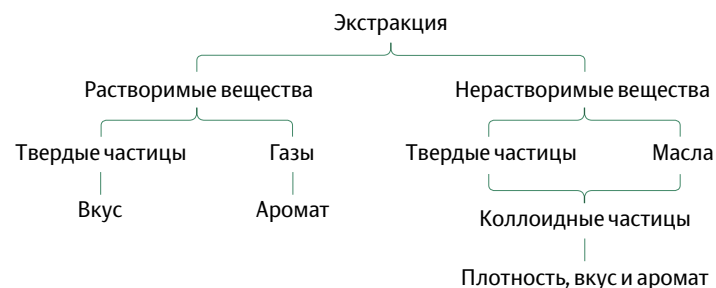 Экстракция
Растворимые вещества
Нерастворимые вещества
Твердые частицы
Газы
Твердые частицы
Масла
Вкус
Аромат
Коллоидные частицы
Плотность, вкус и аромат